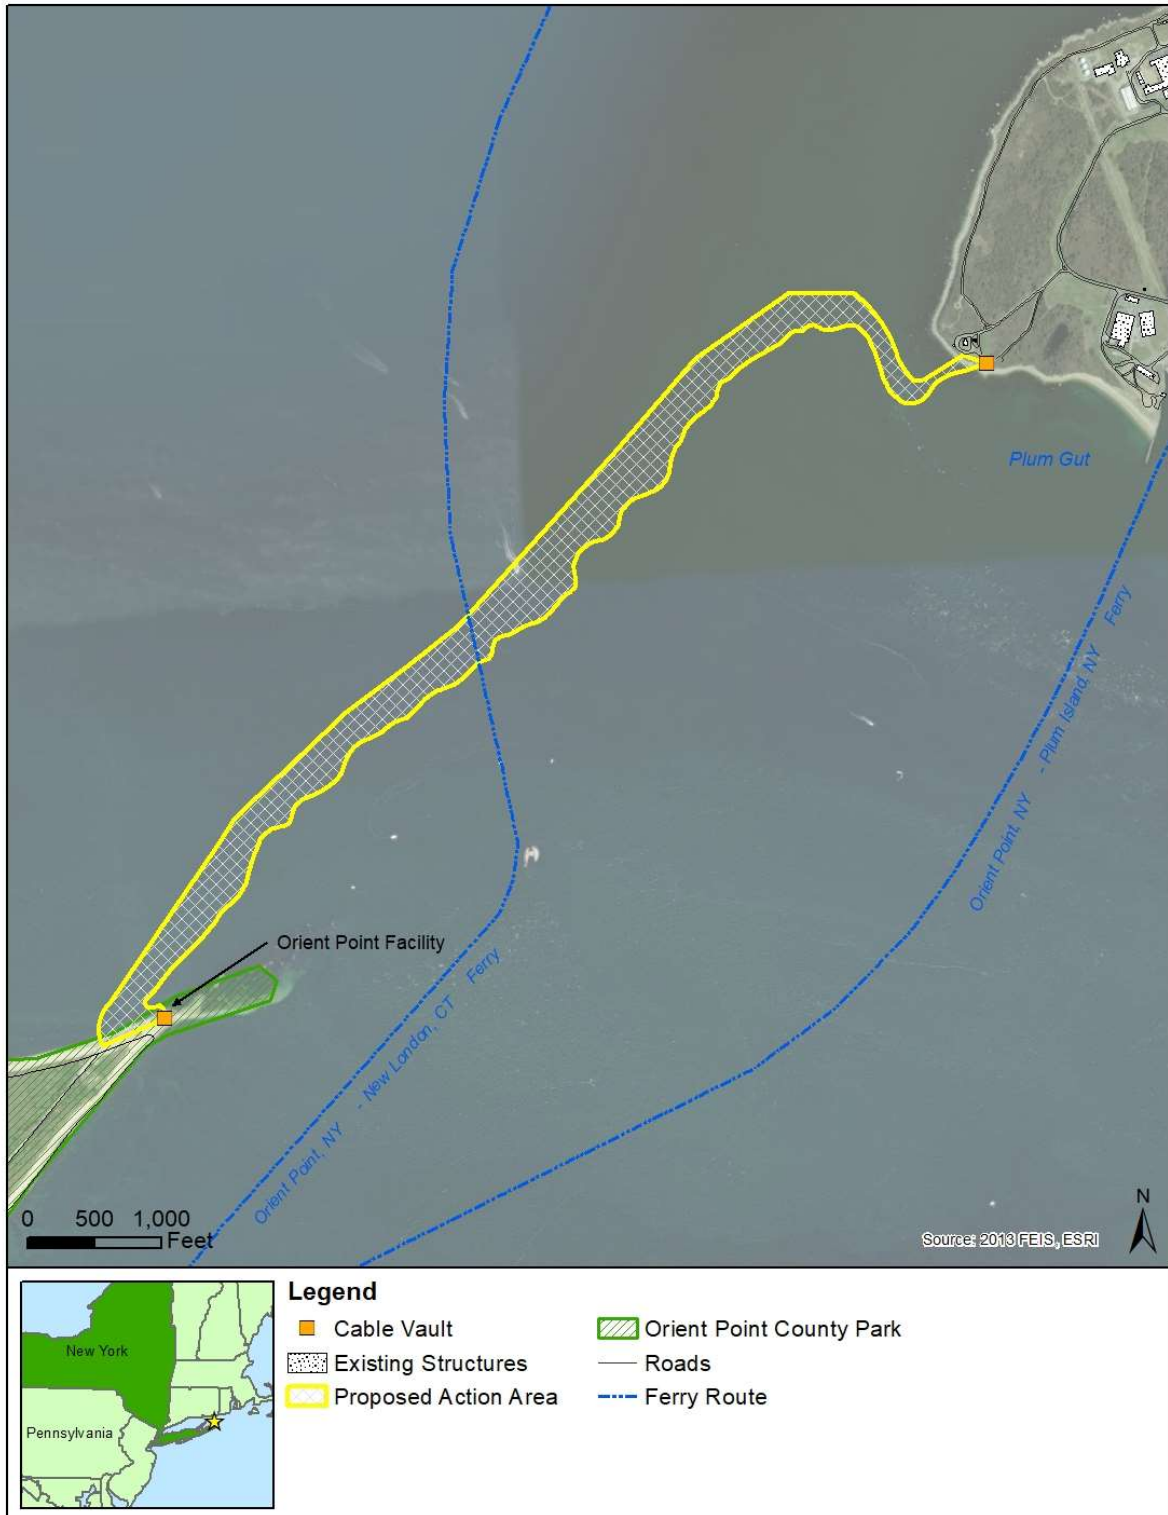 Plum Gut
Orient Point, NY - Plum Island, NY Ferry
Orient Point Facility
Orient Point, NY - New London, CT Ferry
0 500 1,000
Feet
N
Source: 2013 FEIS, ESRI
New York
Pennsylvania
Legend
Cable Vault
Existing Structures
Proposed Action Area
Orient Point County Park
Roads
Ferry Route